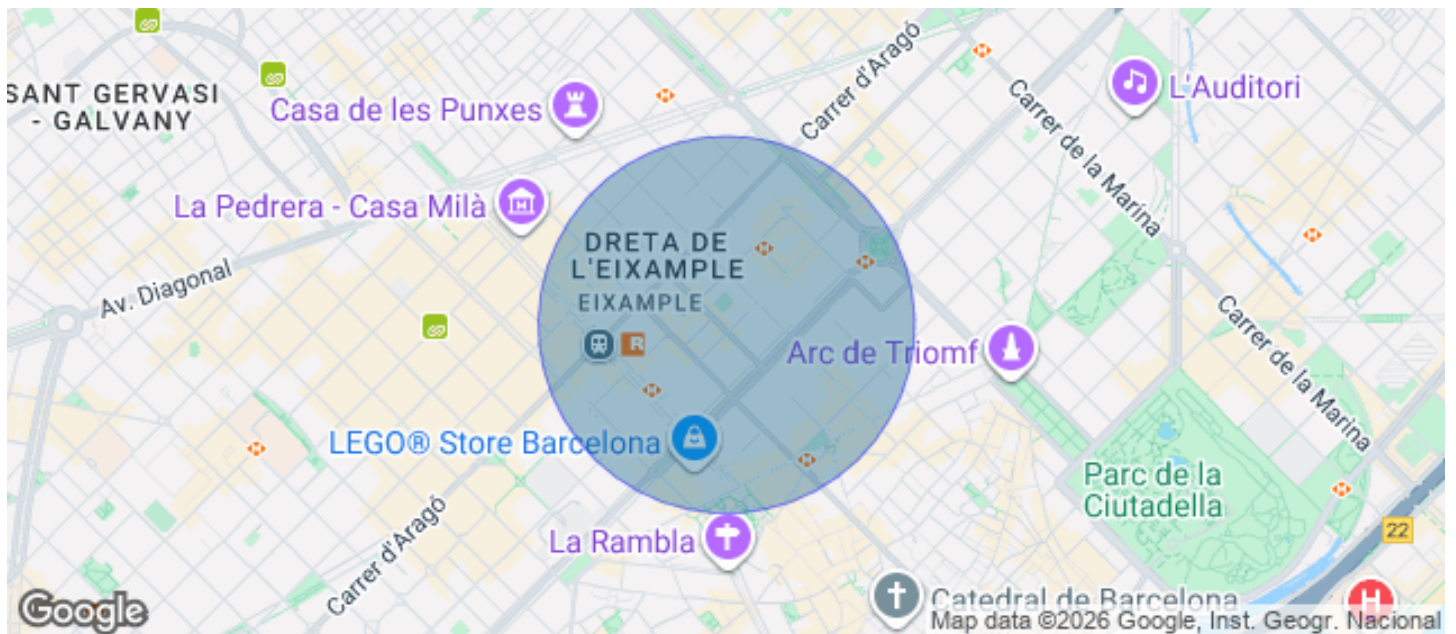 Carrer d'Aragó
L'Auditori
SANT GERVASI
- GALVANY
Casa de les Punxes
Carrer de la Marina
La Pedrera - Casa Milà
DRETA DE
L'EIXAMPLE
EIXAMPLE
Av. Diagonal
R
Arc de Triomf
Carrer de la Marina
LEGO® Store Barcelona
Parc de la
Ciutadella
22
La Rambla
Carrer d'Aragó
Catedral de Barcelona
H
Google
Map data ©2026 Google, Inst. Geogr. Nacional